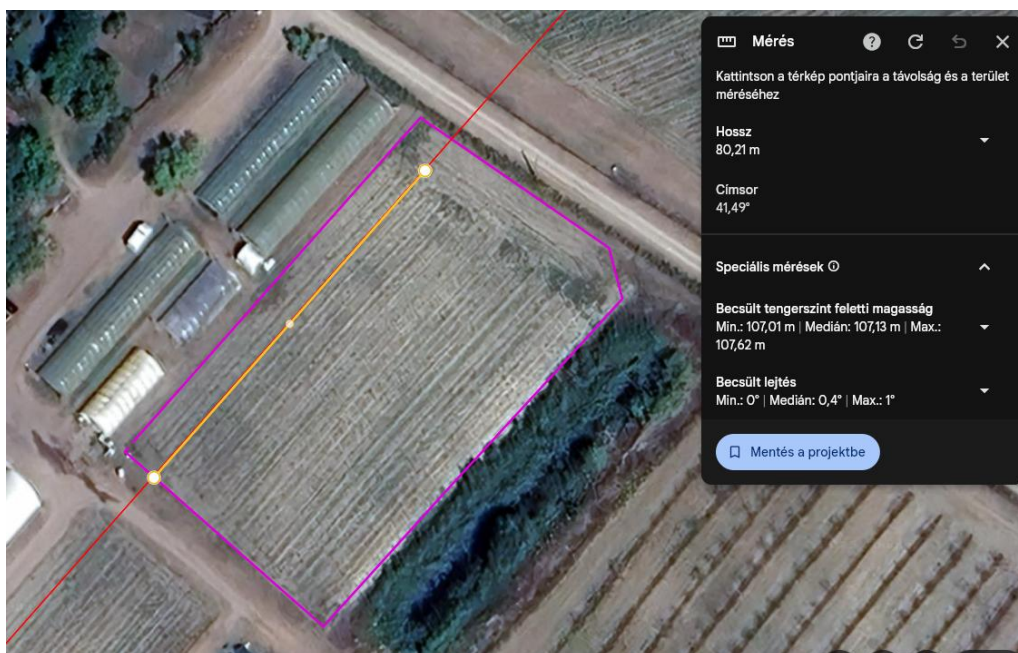 Mérés
Kattintson a térkép pontjaira a távolság és a terület
méréséhez
Hossz
80,21 m
Címsor
41,49°
Speciális mérések
Becsült tengerszint feletti magasság
Min.: 107,01 m | Medián: 107,13 m | Max.:
107,62 m
Becsült lejtés
Min.: 0° | Medián: 0,4° | Max.: 1°
Mentés a projektbe